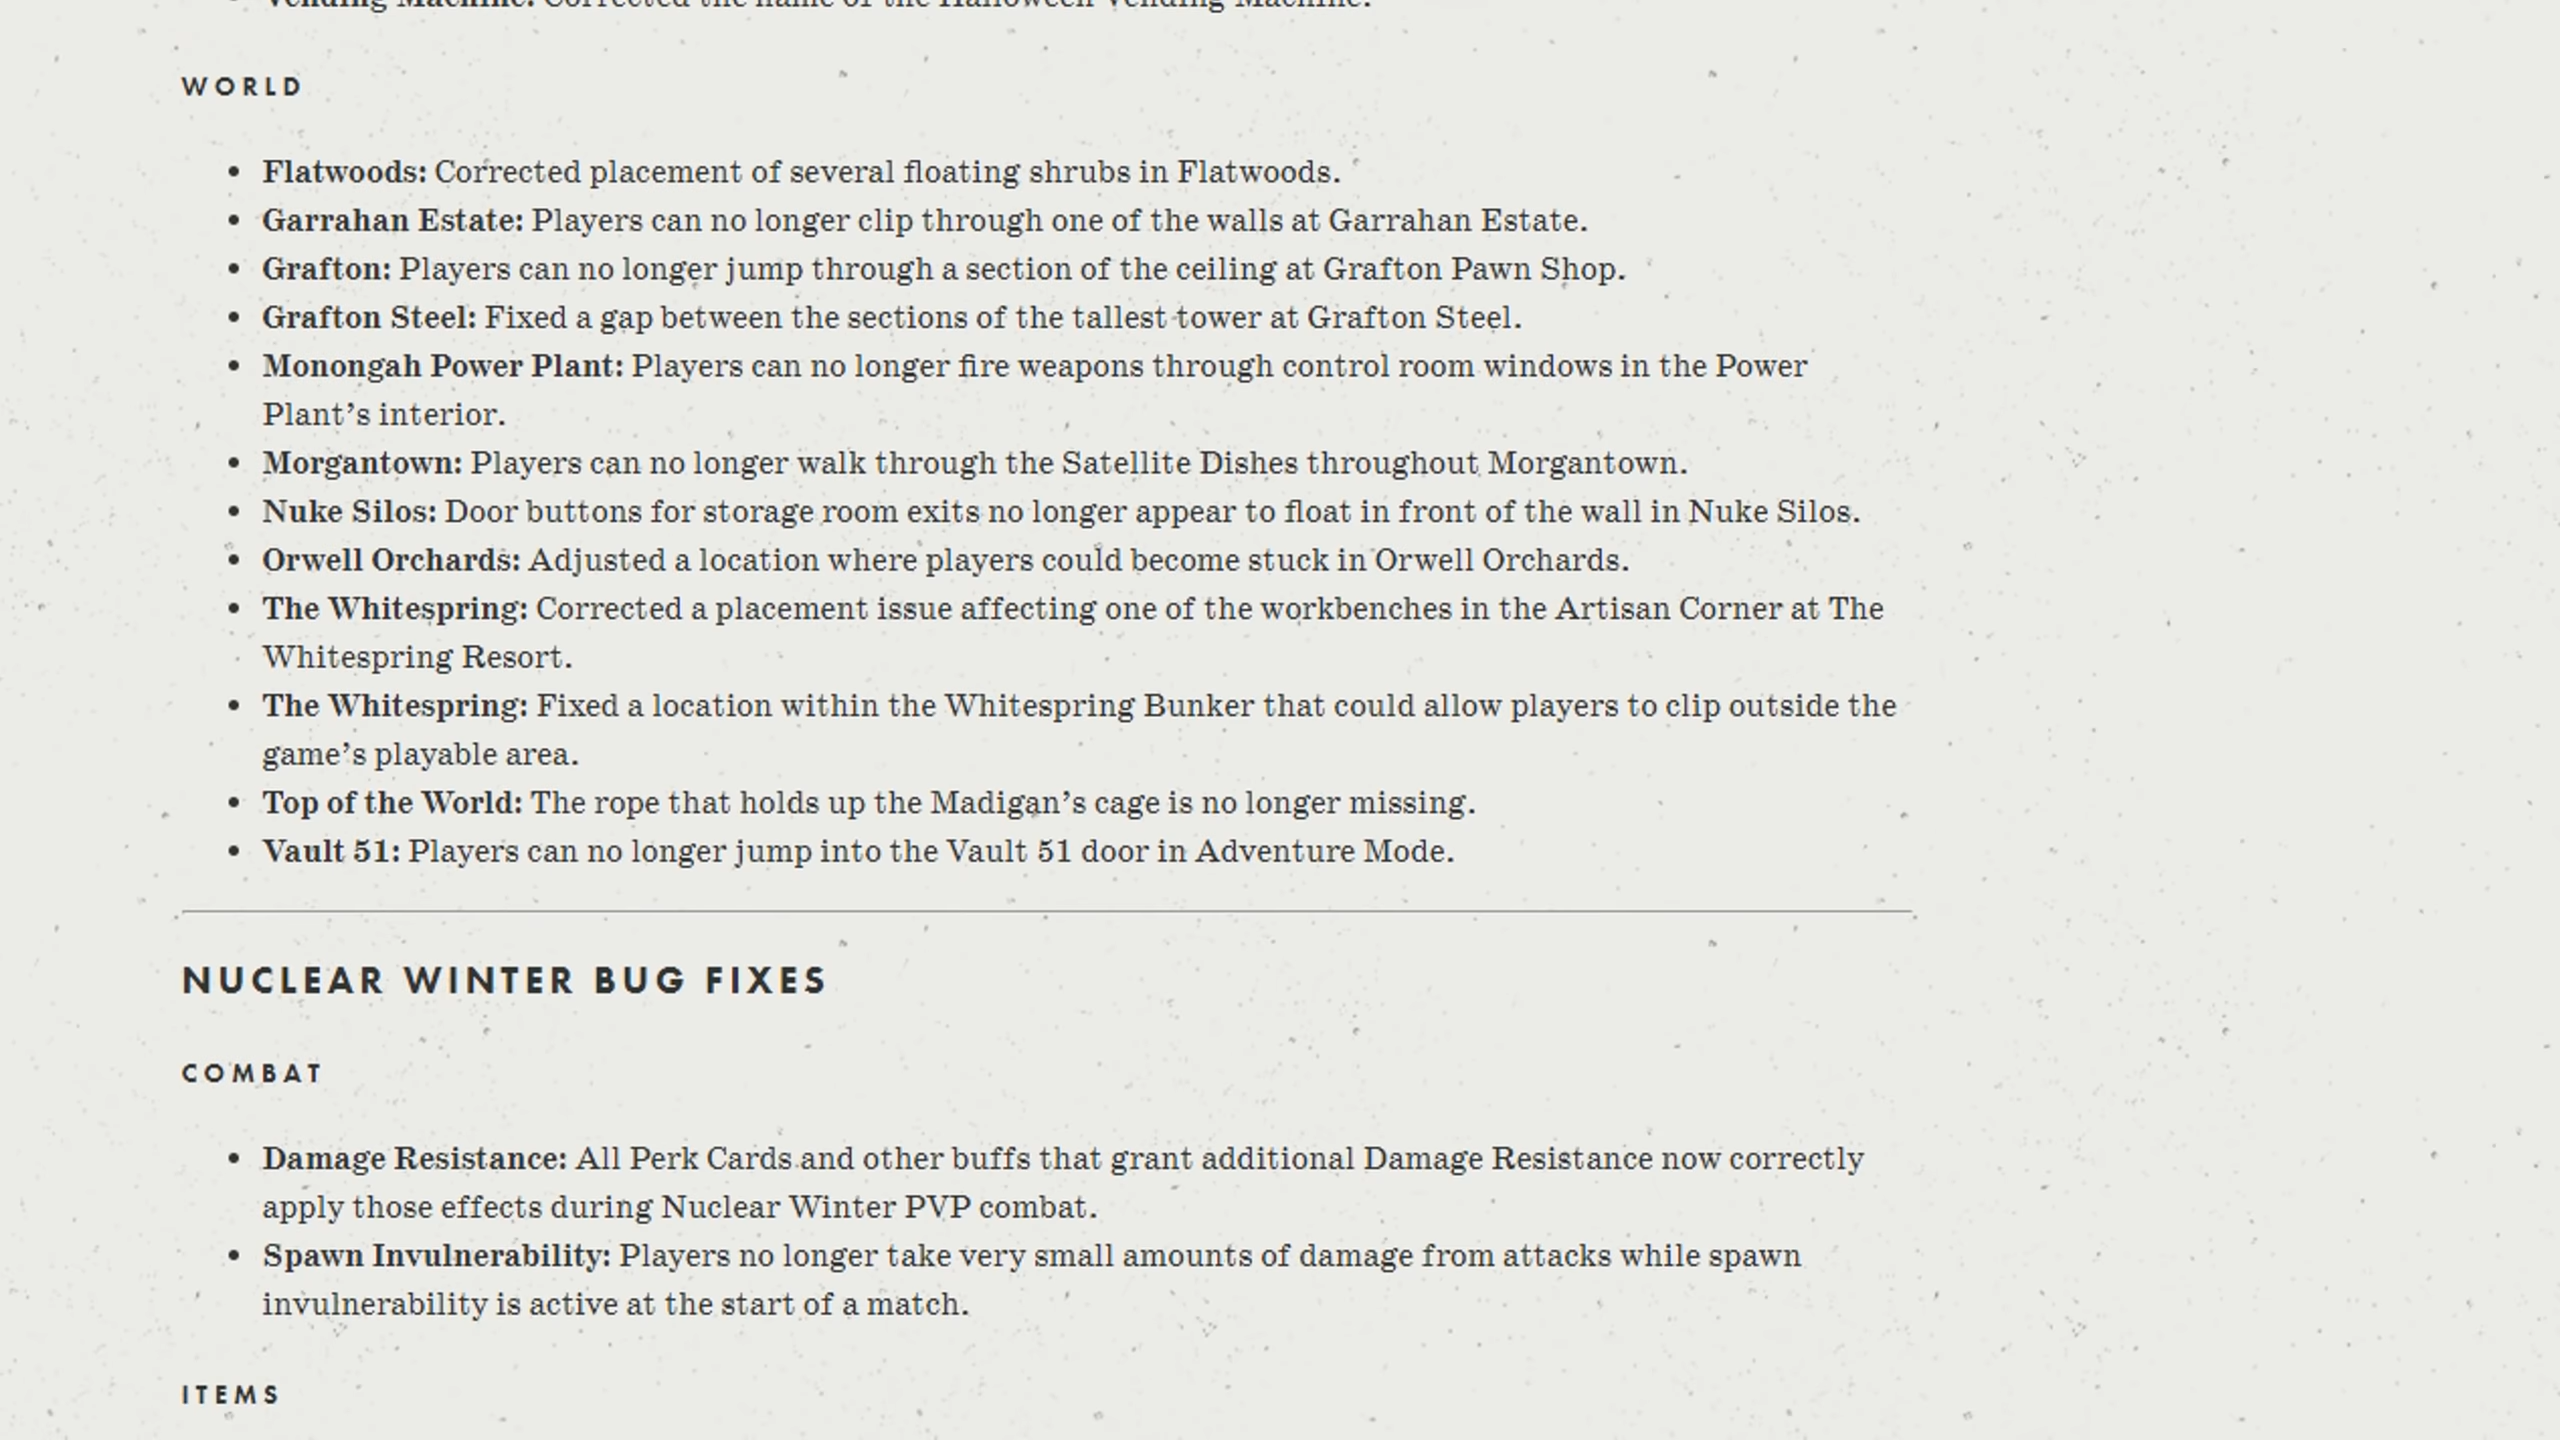 Vending Machine: Corrected the name of the Halloween Vending Machine.
WORLD
• Flatwoods: Corrected placement of several floating shrubs in Flatwoods.
• Garrahan Estate: Players can no longer clip through one of the walls at Garrahan Estate.
• Grafton: Players can no longer jump through a section of the ceiling at Grafton Pawn Shop.
• Grafton Steel: Fixed a gap between the sections of the tallest tower at Grafton Steel.
• Monongah Power Plant: Players can no longer fire weapons through control room windows in the Power
Plant’s interior.
• Morgantown: Players can no longer walk through the Satellite Dishes throughout Morgantown.
• Nuke Silos: Door buttons for storage room exits no longer appear to float in front of the wall in Nuke Silos.
• Orwell Orchards: Adjusted a location where players could become stuck in Orwell Orchards.
• The Whitespring: Corrected a placement issue affecting one of the workbenches in the Artisan Corner at The
Whitespring Resort.
• The Whitespring: Fixed a location within the Whitespring Bunker that could allow players to clip outside the
game’s playable area.
• Top of the World: The rope that holds up the Madigan’s cage is no longer missing.
• Vault 51: Players can no longer jump into the Vault 51 door in Adventure Mode.
NUCLEAR WINTER BUG FIXES
COMBAT
• Damage Resistance: All Perk Cards and other buffs that grant additional Damage Resistance now correctly
apply those effects during Nuclear Winter PVP combat.
• Spawn Invulnerability: Players no longer take very small amounts of damage from attacks while spawn
invulnerability is active at the start of a match.
ITEMS